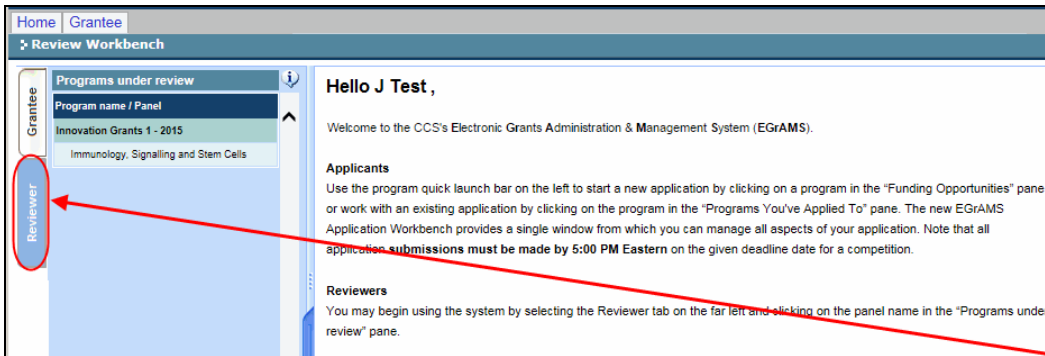 Home Grantee
Review Workbench
Grantee
Reviewer
Programs under review
Program name / Panel
Innovation Grants 1 - 2015
Immunology, Signalling and Stem Cells
Hello J Test ,
Welcome to the CCS's Electronic Grants Administration & Management System (EGrAMS).
Applicants
Use the program quick launch bar on the left to start a new application by clicking on a program in the “Funding Opportunities” pane
or work with an existing application by clicking on the program in the “Programs You've Applied To” pane. The new EGrAMS
Application Workbench provides a single window from which you can manage all aspects of your application. Note that all
application submissions must be made by 5:00 PM Eastern on the given deadline date for a competition.
Reviewers
You may begin using the system by selecting the Reviewer tab on the far left and clicking on the panel name in the “Programs unde
review” pane.